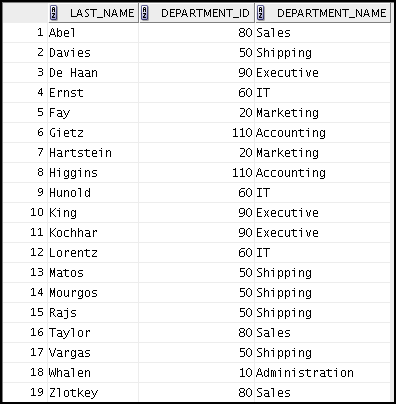 LAST_NAME DEPARTMENT_ID DEPARTMENT_NAME
1 Abel 80 Sales
2 Davies 50 Shipping
3 De Haan 90 Executive
4 Ernst 60 IT
5 Fay 20 Marketing
6 Gietz 110 Accounting
7 Hartstein 20 Marketing
8 Higgins 110 Accounting
9 Hunold 60 IT
10 King 90 Executive
11 Kochhar 90 Executive
12 Lorentz 60 IT
13 Matos 50 Shipping
14 Mourgos 50 Shipping
15 Rajs 50 Shipping
16 Taylor 80 Sales
17 Vargas 50 Shipping
18 Whalen 10 Administration
19 Zlotkey 80 Sales